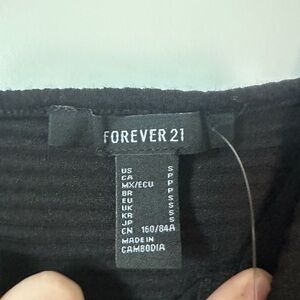 FOREVER 21
US S
CA P
MX/ECU P
BR P
EU S
UK S
KR S
JP S
CN 160/84A
MADE IN
CAMBODIA